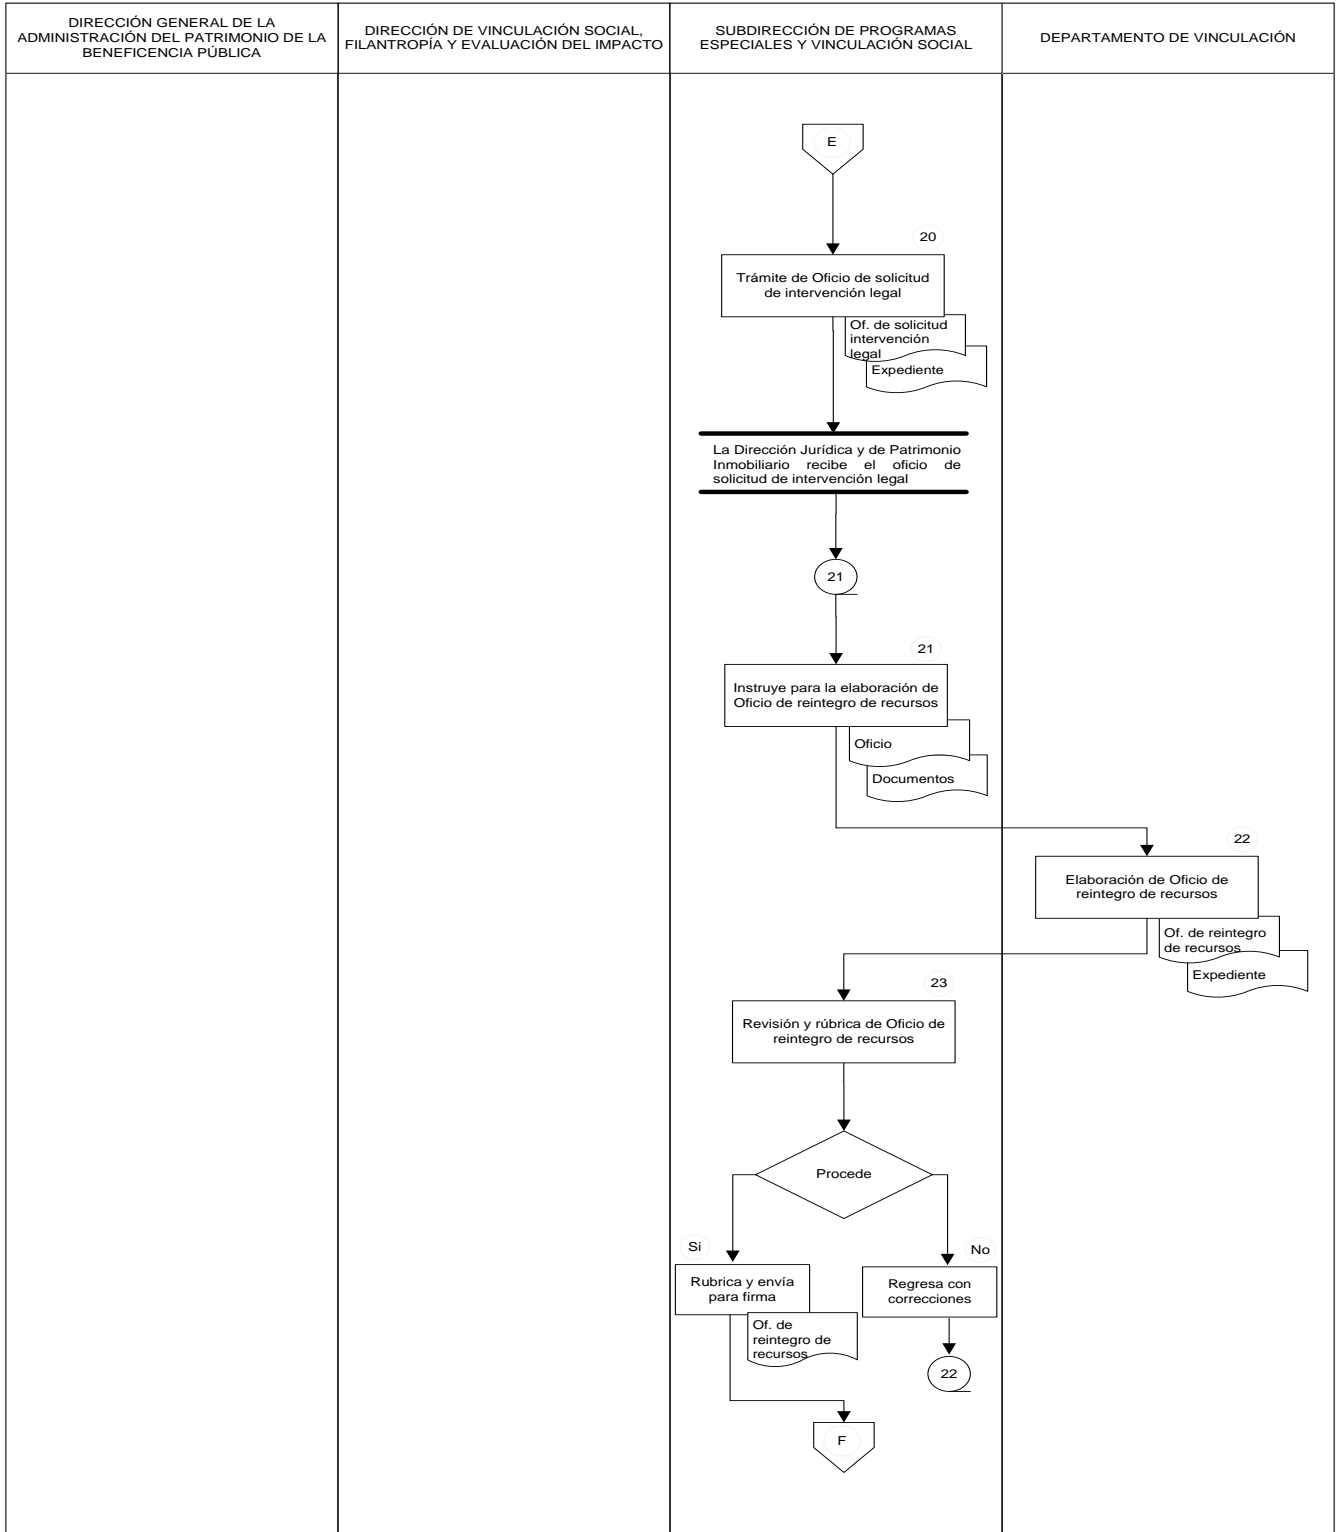 DIRECCIÓN GENERAL DE LA
ADMINISTRACIÓN DEL PATRIMONIO DE LA
BENEFICENCIA PÚBLICA
DIRECCIÓN DE VINCULACIÓN SOCIAL,
FILANTROPÍA Y EVALUACIÓN DEL IMPACTO
SUBDIRECCIÓN DE PROGRAMAS
ESPECIALES Y VINCULACIÓN SOCIAL
DEPARTAMENTO DE VINCULACIÓN
E
20
Trámite de Oficio de solicitud
de intervención legal
Of. de solicitud
intervención
legal
Expediente
La Dirección Jurídica y de Patrimonio
Inmobiliario recibe el oficio de
solicitud de intervención legal
21
21
Instruye para la elaboración de
Oficio de reintegro de recursos
Oficio
Documentos
22
Elaboración de Oficio de
reintegro de recursos
Of. de reintegro
de recursos
Expediente
23
Revisión y rúbrica de Oficio de
reintegro de recursos
Procede
Si
No
Rubrica y envía
para firma
Regresa con
correcciones
Of. de
reintegro de
recursos
22
F